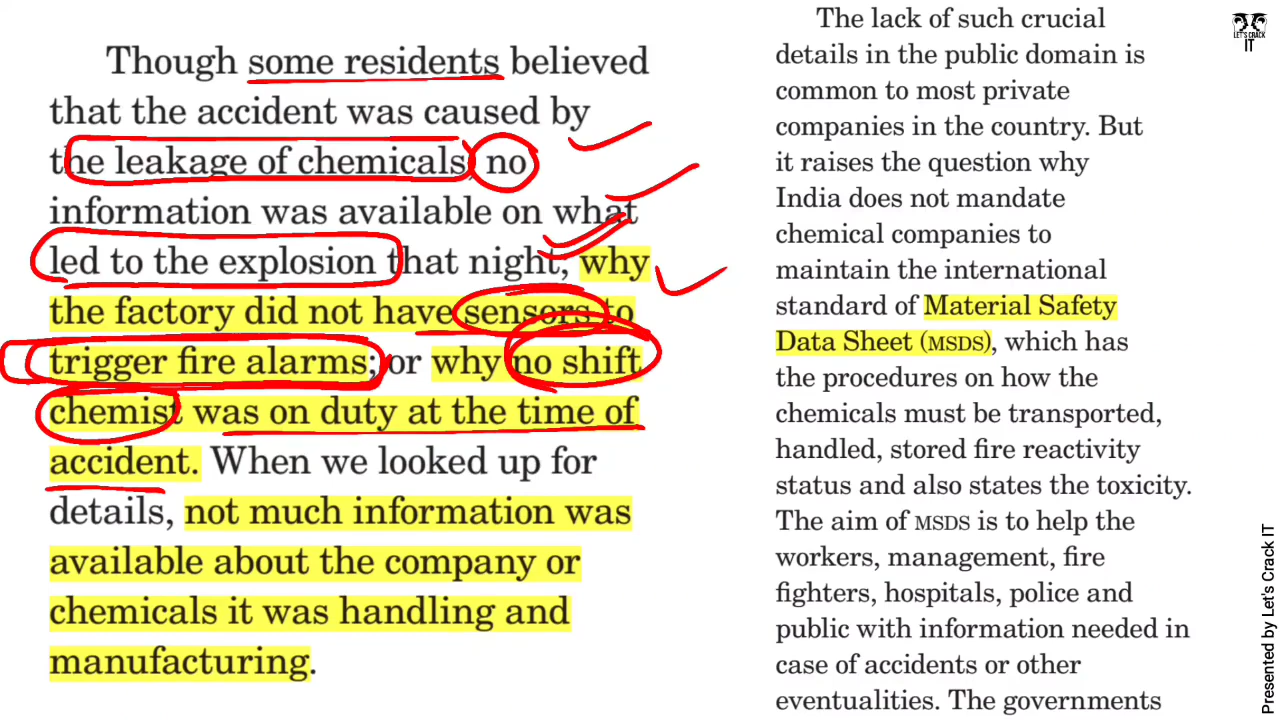 Though some residents believed
that the accident was caused by
the leakage of chemicals, no
information was available on what
led to the explosion that night, why
the factory did not have sensors to
trigger fire alarms; or why no shift
chemist was on duty at the time of
accident. When we looked up for
details, not much information was
available about the company or
chemicals it was handling and
manufacturing.
The lack of such crucial
details in the public domain is
common to most private
companies in the country. But
it raises the question why
India does not mandate
chemical companies to
maintain the international
standard of Material Safety
Data Sheet (MSDS), which has
the procedures on how the
chemicals must be transported,
handled, stored fire reactivity
status and also states the toxicity.
The aim of MSDS is to help the
workers, management, fire
fighters, hospitals, police and
public with information needed in
case of accidents or other
eventualities. The governments
LET'S CRACK
IT
Presented by Let's Crack IT